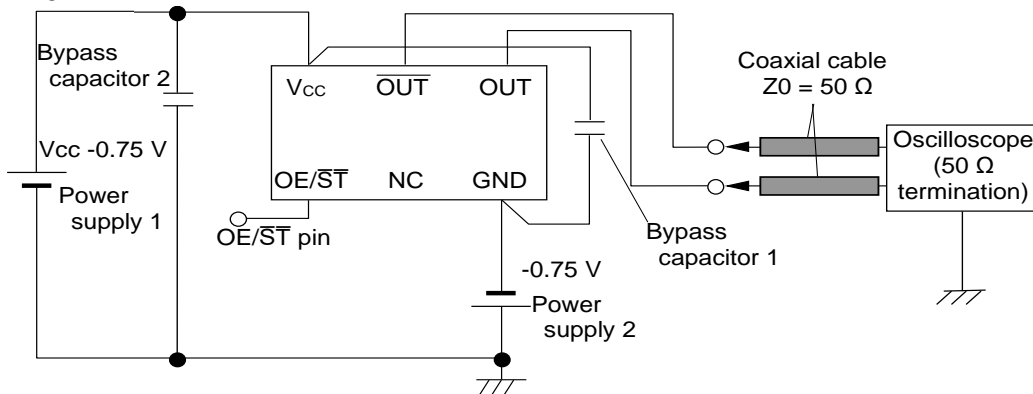 Bypass
capacitor 2
Vcc -0.75 V
Power
supply 1
VCC
OUT
OUT
OE/ST
NC
GND
OE/ST pin
-0.75 V
Power
supply 2
Bypass
capacitor 1
Coaxial cable
Z0 = 50 Ω
Oscilloscope
(50 Ω
termination)